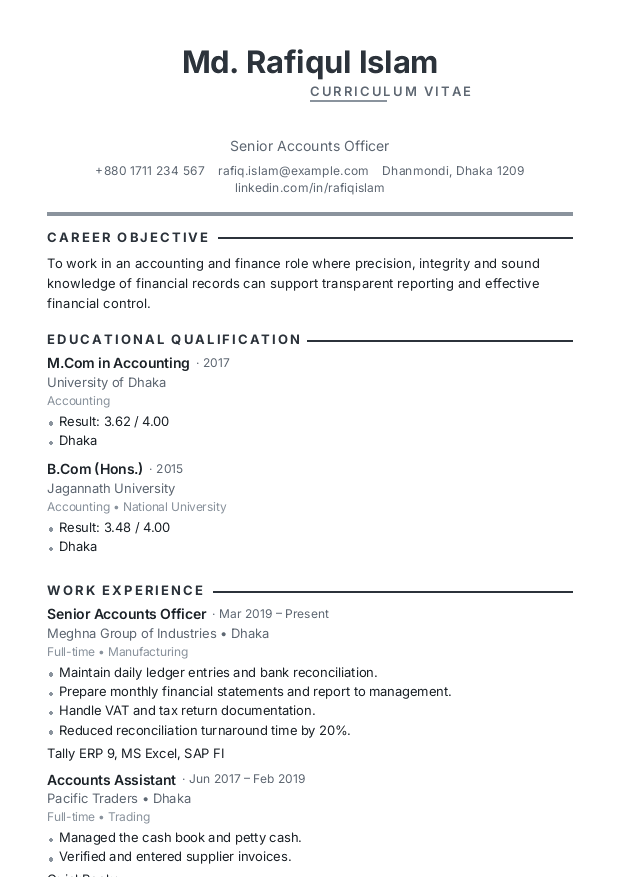 Md. Rafiqul Islam
CURRICULUM VITAE
Senior Accounts Officer
+880 1711 234 567 rafiq.islam@example.com Dhanmondi, Dhaka 1209
linkedin.com/in/rafiqislam
CAREER OBJECTIVE
To work in an accounting and finance role where precision, integrity and sound
knowledge of financial records can support transparent reporting and effective
financial control.
EDUCATIONAL QUALIFICATION
M.Com in Accounting · 2017
University of Dhaka
Accounting
• Result: 3.62 / 4.00
• Dhaka
B.Com (Hons.) · 2015
Jagannath University
Accounting • National University
• Result: 3.48 / 4.00
• Dhaka
WORK EXPERIENCE
Senior Accounts Officer · Mar 2019 – Present
Meghna Group of Industries • Dhaka
Full-time • Manufacturing
• Maintain daily ledger entries and bank reconciliation.
• Prepare monthly financial statements and report to management.
• Handle VAT and tax return documentation.
• Reduced reconciliation turnaround time by 20%.
Tally ERP 9, MS Excel, SAP FI
Accounts Assistant · Jun 2017 – Feb 2019
Pacific Traders • Dhaka
Full-time • Trading
• Managed the cash book and petty cash.
• Verified and entered supplier invoices.